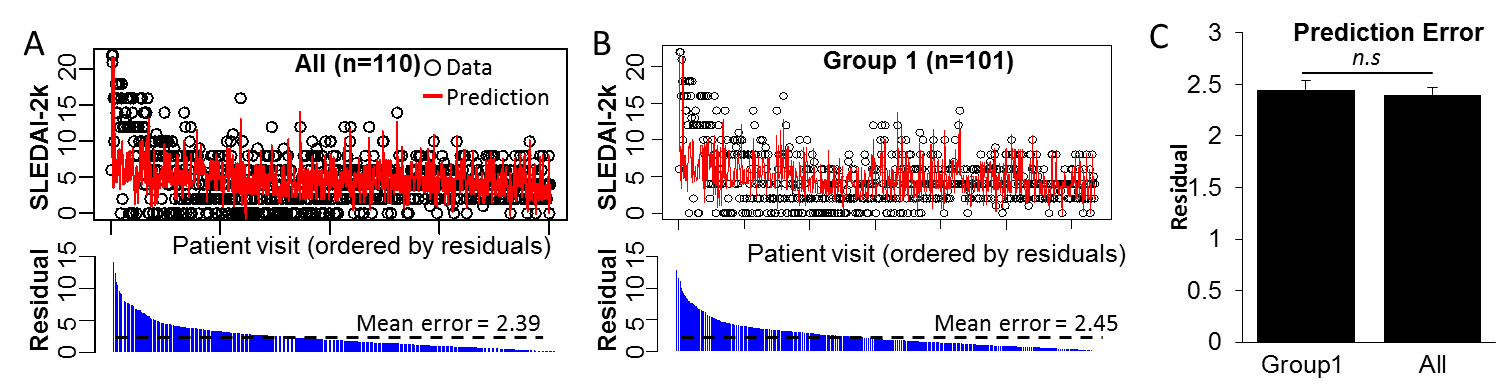 A
All (n=110)
Data
Prediction
SLEDAI-2k
20
15
10
5
0
Patient visit (ordered by residuals)
Residual
15
10
5
0
Mean error = 2.39
B
Group 1 (n=101)
SLEDAI-2k
20
15
10
5
0
Patient visit (ordered by residuals)
Residual
15
10
5
0
Mean error = 2.45
C
Prediction Error
n.s
Residual
3
2.5
2
1.5
1
0.5
0
Group1
All